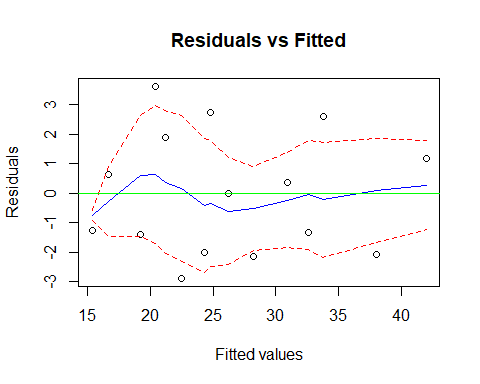 Residuals vs Fitted
Residuals
3
2
1
0
-1
-2
-3
15 20 25 30 35 40
Fitted values